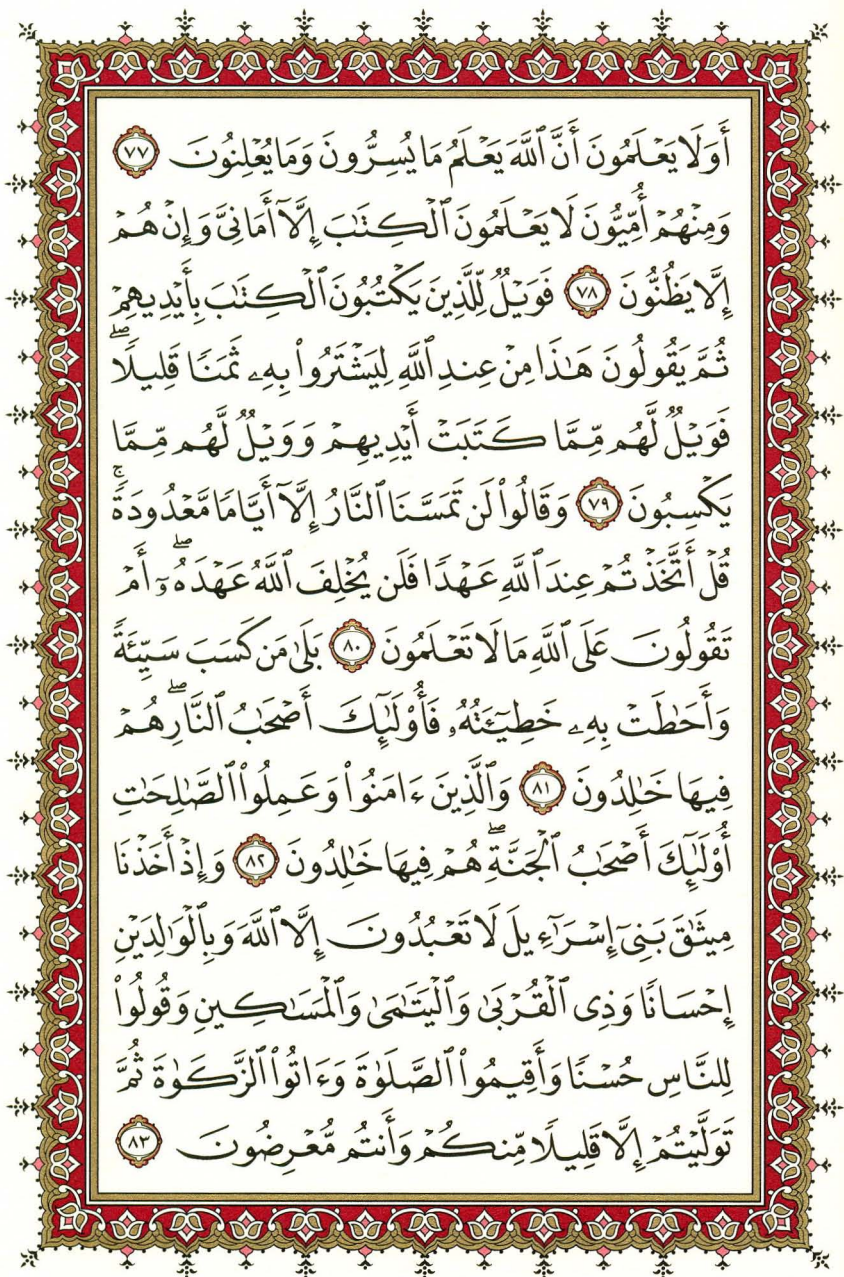 أَوَلَا يَعْلَمُونَ أَنَّ ٱللَّهَ يَعْلَمُ مَا يُسِرُّونَ وَمَا يُعْلِنُونَ ٧٧
وَمِنْهُمْ أُمِّيُّونَ لَا يَعْلَمُونَ ٱلْكِتَٰبَ إِلَّآ أَمَانِىَّ وَإِنْ هُمْ
إِلَّا يَظُنُّونَ ٧٨ فَوَيْلٌ لِّلَّذِينَ يَكْتُبُونَ ٱلْكِتَٰبَ بِأَيْدِيهِمْ
ثُمَّ يَقُولُونَ هَٰذَا مِنْ عِندِ ٱللَّهِ لِيَشْتَرُوا۟ بِهِۦ ثَمَنًا قَلِيلًا ۖ
فَوَيْلٌ لَّهُم مِّمَّا كَتَبَتْ أَيْدِيهِمْ وَوَيْلٌ لَّهُم مِّمَّا
يَكْسِبُونَ ٧٩ وَقَالُوا۟ لَن تَمَسَّنَا ٱلنَّارُ إِلَّآ أَيَّامًا مَّعْدُودَةً ۚ
قُلْ أَتَّخَذْتُمْ عِندَ ٱللَّهِ عَهْدًا فَلَن يُخْلِفَ ٱللَّهُ عَهْدَهُۥٓ ۖ أَمْ
تَقُولُونَ عَلَى ٱللَّهِ مَا لَا تَعْلَمُونَ ٨٠ بَلَىٰ مَن كَسَبَ سَيِّئَةً
وَأَحَٰطَتْ بِهِۦ خَطِيٓـَٔتُهُۥ فَأُو۟لَٰٓئِكَ أَصْحَٰبُ ٱلنَّارِ ۖ هُمْ
فِيهَا خَٰلِدُونَ ٨١ وَٱلَّذِينَ ءَامَنُوا۟ وَعَمِلُوا۟ ٱلصَّٰلِحَٰتِ
أُو۟لَٰٓئِكَ أَصْحَٰبُ ٱلْجَنَّةِ ۖ هُمْ فِيهَا خَٰلِدُونَ ٨٢ وَإِذْ أَخَذْنَا
مِيثَٰقَ بَنِىٓ إِسْرَٰٓءِيلَ لَا تَعْبُدُونَ إِلَّا ٱللَّهَ وَبِٱلْوَٰلِدَيْنِ
إِحْسَانًا وَذِى ٱلْقُرْبَىٰ وَٱلْيَتَٰمَىٰ وَٱلْمَسَٰكِينِ وَقُولُوا۟
لِلنَّاسِ حُسْنًا وَأَقِيمُوا۟ ٱلصَّلَوٰةَ وَءَاتُوا۟ ٱلزَّكَوٰةَ ثُمَّ
تَوَلَّيْتُمْ إِلَّا قَلِيلًا مِّنكُمْ وَأَنتُم مُّعْرِضُونَ ٨٣